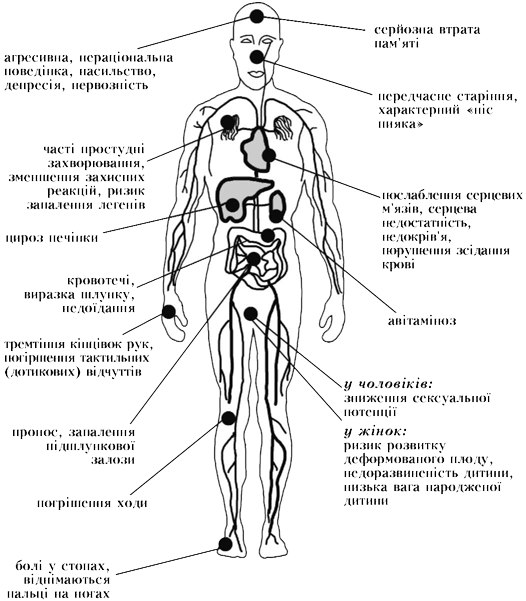 серйозна втрата
пам'яті
агресивна, нераціональна
поведінка, насильство,
депресія, нервозність
передчасне старіння,
характерний «ніс
пияка»
часті простудні
захворювання,
зменшення захисних
реакцій, ризик
запалення легенів
послаблення серцевих
м'язів, серцева
недостатність,
недокрів'я,
порушення зсідання
крові
цироз печінки
кровотечі,
виразка шлунку,
недоїдання
авітаміноз
тремтіння кінцівок рук,
погіршення тактильних
(дотикових) відчуттів
у чоловіків:
зниження сексуальної
потенції
у жінок:
ризик розвитку
деформованого плоду,
недоразвиненість дитини,
низька вага народженої
дитини
пронос, запалення
підшлункової
залози
погрішення ходи
болі у стопах,
віднімаються
пальці на ногах